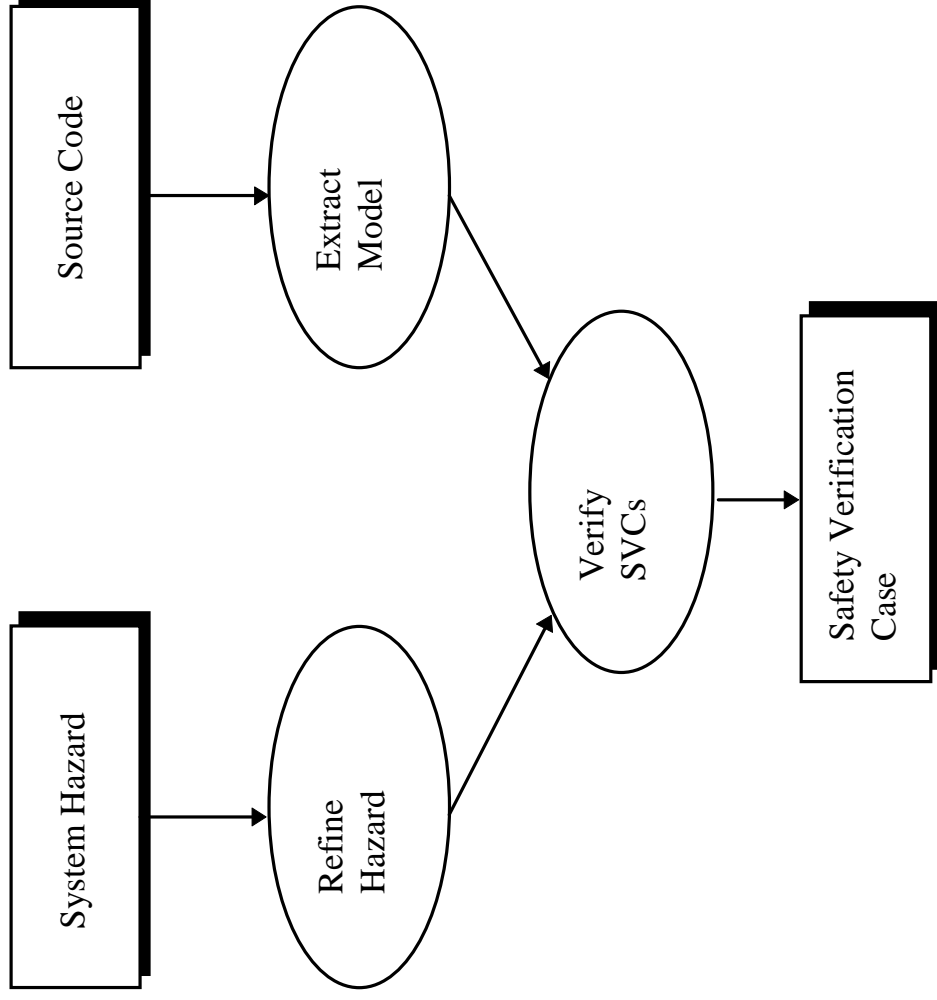 System Hazard
Source Code
Refine
Hazard
Extract
Model
Verify
SVCs
Safety Verification
Case